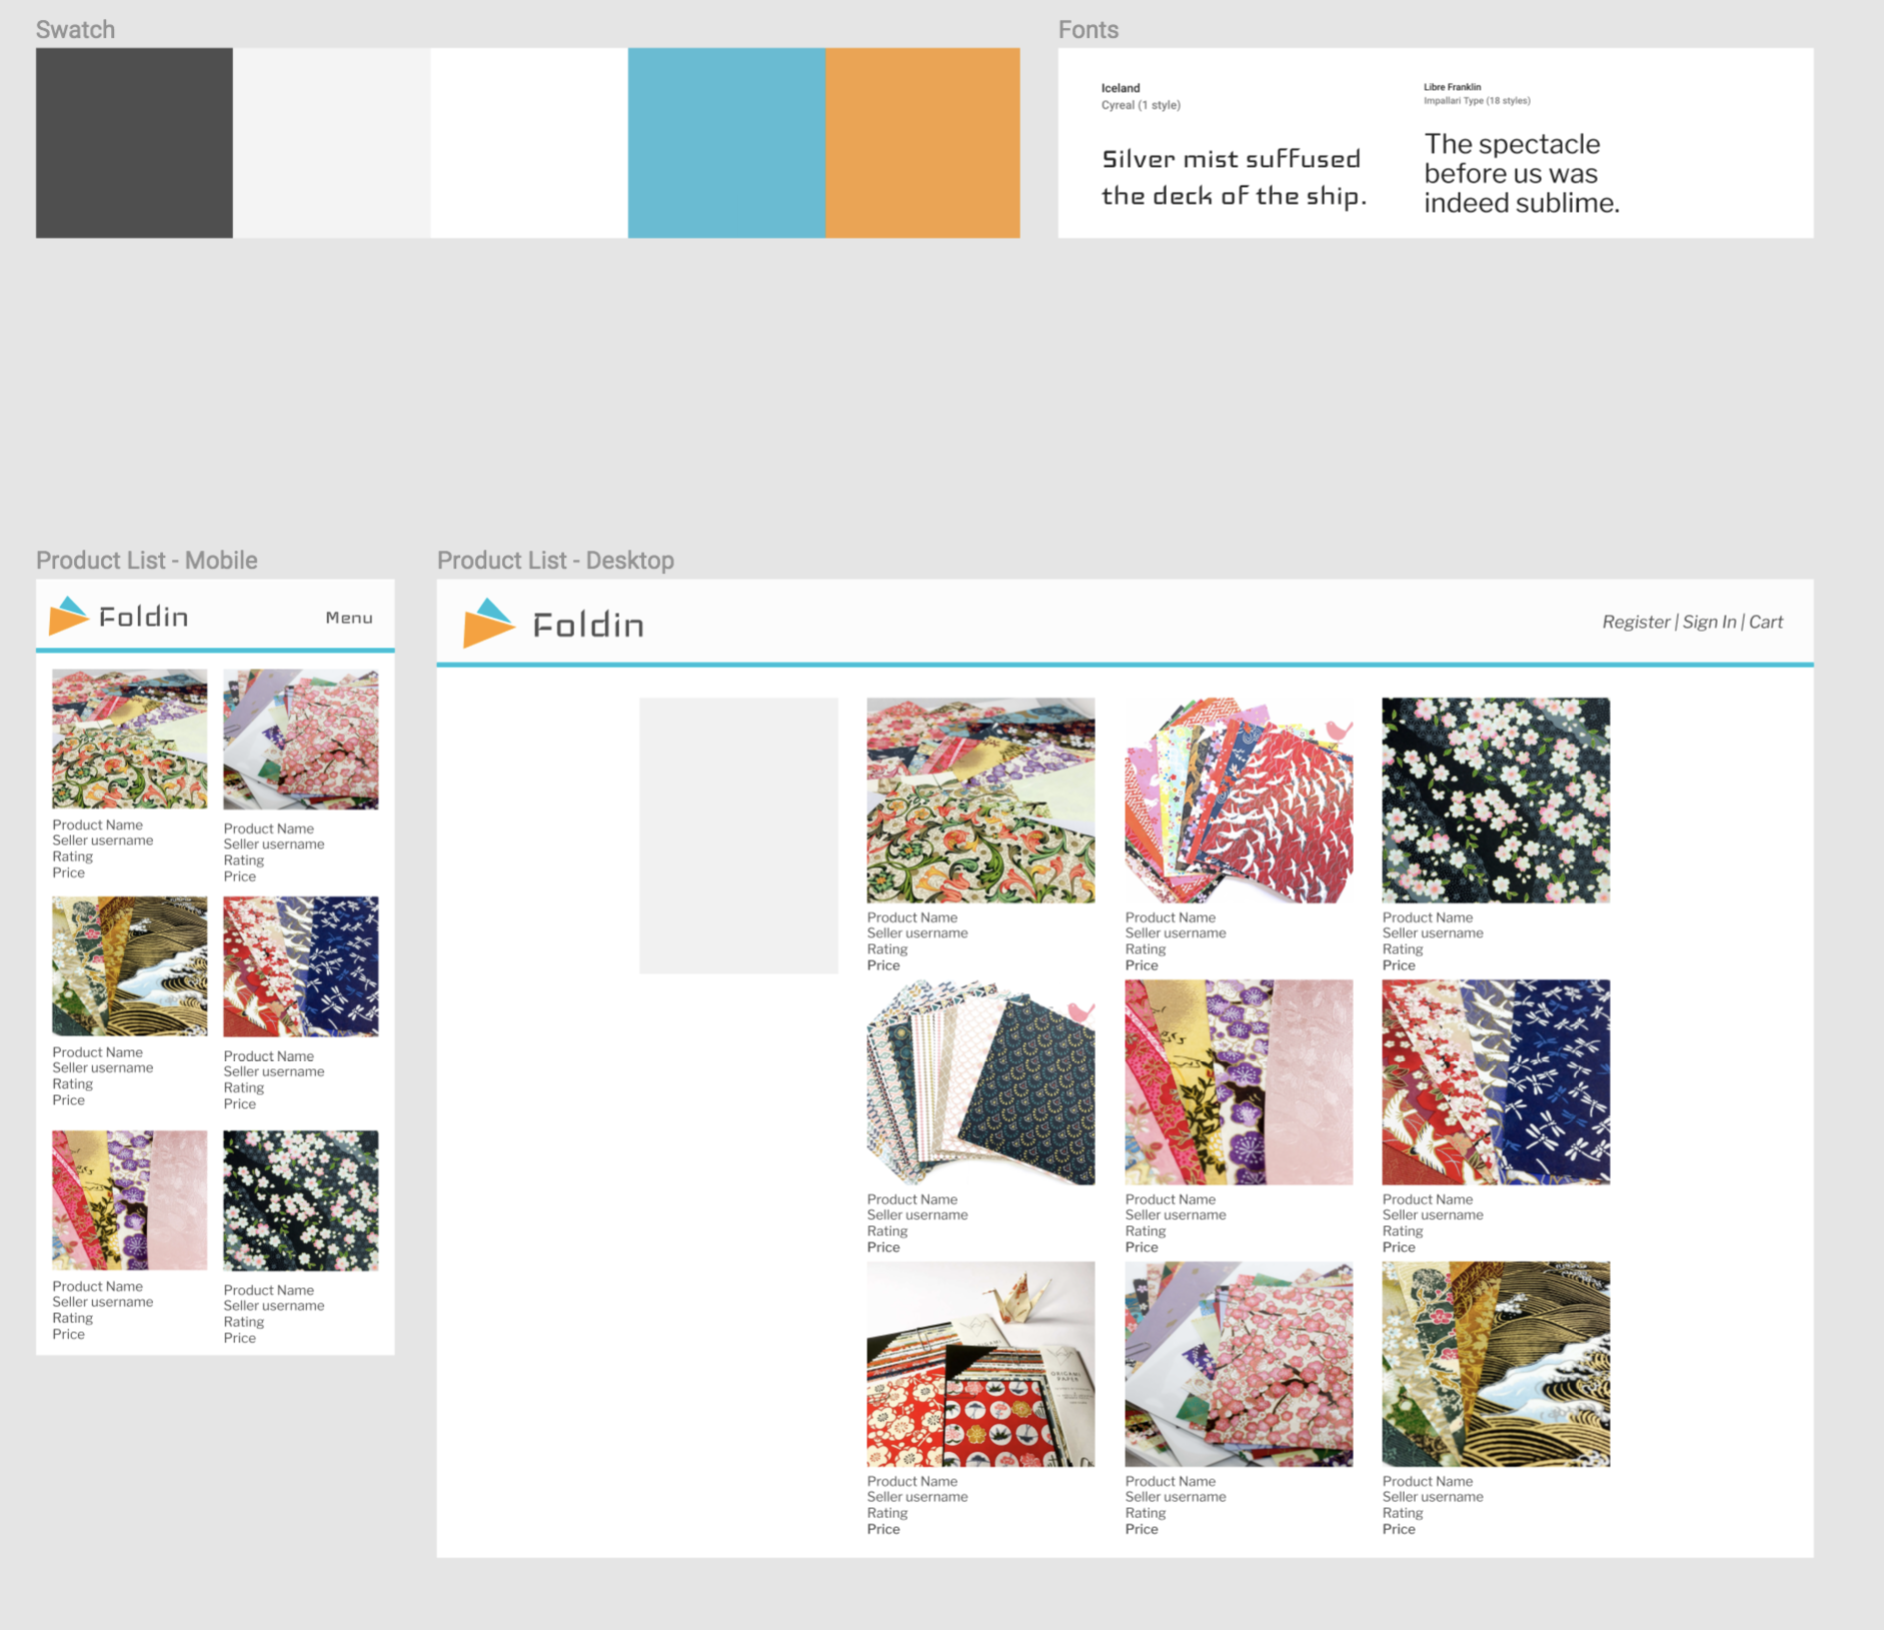 Swatch
Fonts
Iceland
Cyreal (1 style)
Silver mist suffused
the deck of the ship.
Libre Franklin
Impallari Type (18 styles)
The spectacle
before us was
indeed sublime.
Product List - Mobile
Foldin
Menu
Product Name
Seller username
Rating
Price
Product Name
Seller username
Rating
Price
Product Name
Seller username
Rating
Price
Product Name
Seller username
Rating
Price
Product Name
Seller username
Rating
Price
Product Name
Seller username
Rating
Price
Product List - Desktop
Foldin
Register | Sign In | Cart
Product Name
Seller username
Rating
Price
Product Name
Seller username
Rating
Price
Product Name
Seller username
Rating
Price
Product Name
Seller username
Rating
Price
Product Name
Seller username
Rating
Price
Product Name
Seller username
Rating
Price
ORIGAMI
PAPER
Product Name
Seller username
Rating
Price
Product Name
Seller username
Rating
Price
Product Name
Seller username
Rating
Price